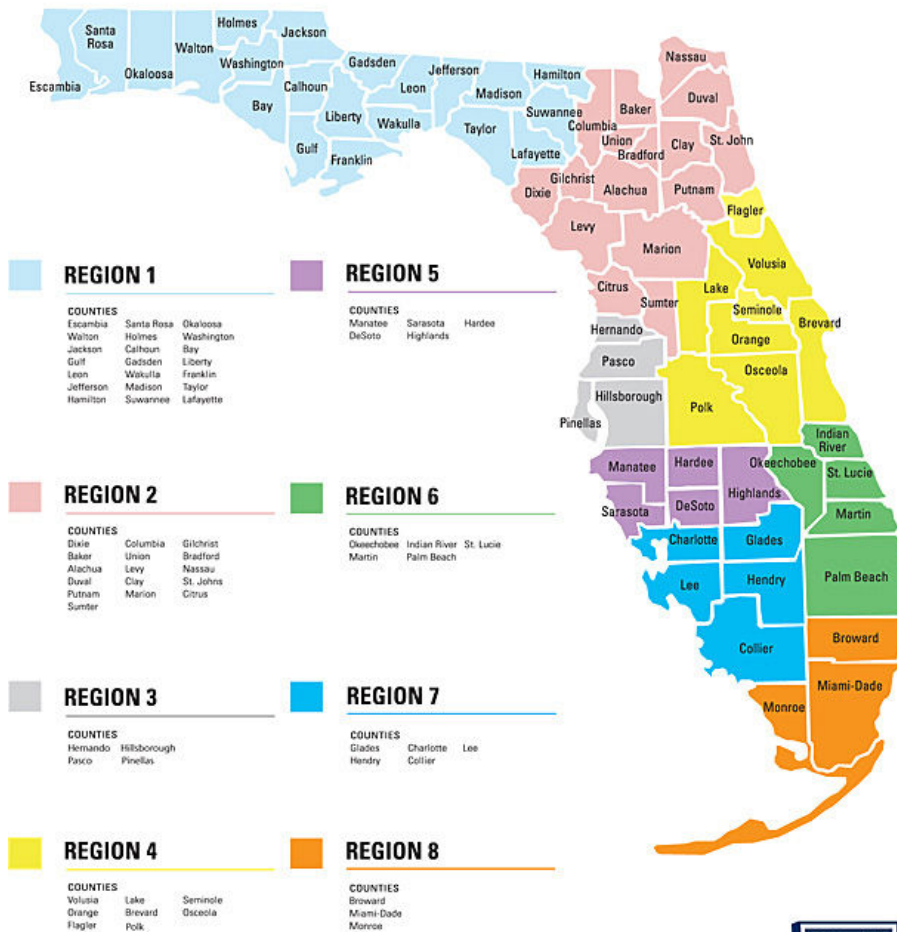 Holmes
Jackson
Santa
Rosa
Walton
Okaloosa
Washington
Escambia
Bay
Calhoun
Gadsden
Liberty
Gulf
Franklin
Leon
Wakulla
Jefferson
Madison
Hamilton
Suwannee
Taylor
Lafayette
Nassau
Duval
Baker
Columbia
Union
Bradford
Clay
St. John
Gilchrist
Dixie
Alachua
Putnam
Flagler
Levy
Marion
Volusia
Citrus
Sumter
Lake
Seminole
Hernando
Orange
Brevard
Pasco
Osceola
Hillsborough
Polk
Pinellas
Indian
River
Manatee
Hardee
Okeechobee
St. Lucie
Highlands
Sarasota
DeSoto
Martin
Charlotte
Glades
Lee
Hendry
Palm Beach
Collier
Broward
Miami-Dade
Monroe
REGION 1
COUNTIES
Escambia Santa Rosa Okaloosa
Walton Holmes Washington
Jackson Calhoun Bay
Gulf Gadsden Liberty
Leon Wakulla Franklin
Jefferson Madison Taylor
Hamilton Suwannee Lafayette
REGION 2
COUNTIES
Dixie Columbia Gilchrist
Baker Union Bradford
Alachua Levy Nassau
Duval Clay St. Johns
Putnam Marion Citrus
Sumter
REGION 3
COUNTIES
Hernando Hillsborough
Pasco Pinellas
REGION 4
COUNTIES
Volusia Lake Seminole
Orange Brevard Osceola
Flagler Polk
REGION 5
COUNTIES
Manatee Sarasota Hardee
DeSoto Highlands
REGION 6
COUNTIES
Okeechobee Indian River St. Lucie
Martin Palm Beach
REGION 7
COUNTIES
Glades Charlotte Lee
Hendry Collier
REGION 8
COUNTIES
Broward
Miami-Dade
Monroe